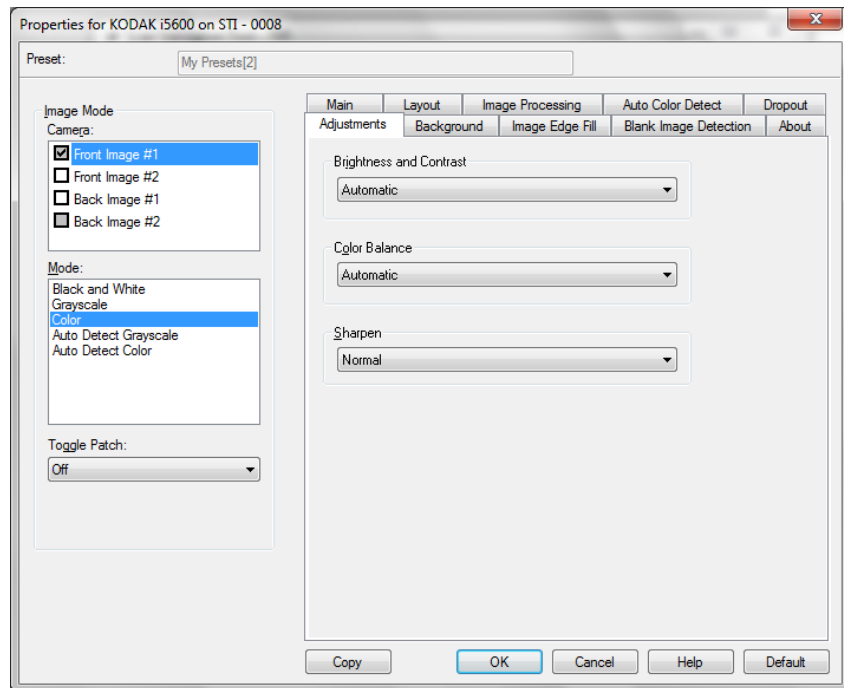 Properties for KODAK i5600 on STI - 0008
Preset:
My Presets[2]
Image Mode
Camera:
Front Image #1
Front Image #2
Back Image #1
Back Image #2
Mode:
Black and White
Grayscale
Color
Auto Detect Grayscale
Auto Detect Color
Toggle Patch:
Off
Main Layout Image Processing Auto Color Detect Dropout
Adjustments Background Image Edge Fill Blank Image Detection About
Brightness and Contrast
Automatic
Color Balance
Automatic
Sharpen
Normal
Copy OK Cancel Help Default